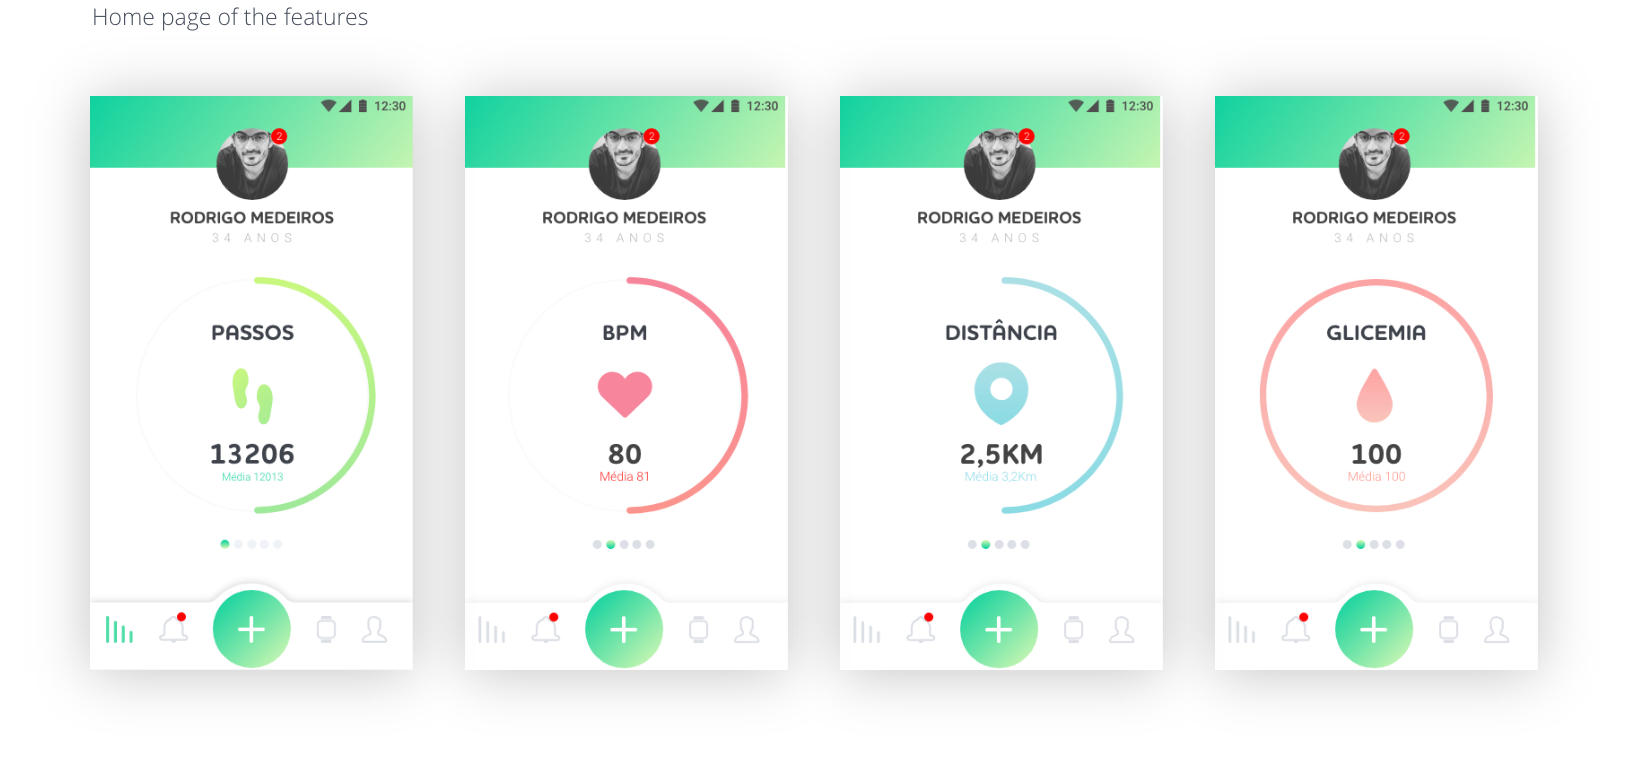 Home page of the features
12:30
2
RODRIGO MEDEIROS
34 ANOS
PASSOS
13206
Média 12013
12:30
2
RODRIGO MEDEIROS
34 ANOS
BPM
80
Média 81
12:30
2
RODRIGO MEDEIROS
34 ANOS
DISTÂNCIA
2,5KM
Média 3,2Km
12:30
2
RODRIGO MEDEIROS
34 ANOS
GLICEMIA
100
Média 100